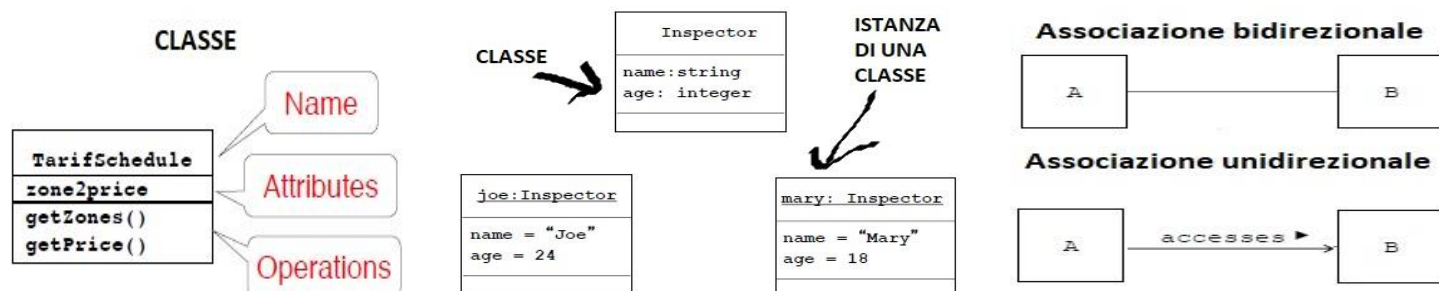 CLASSE
Name
TarifSchedule
zone2price
Attributes
getZones()
getPrice()
Operations
CLASSE
Inspector
name:string
age: integer
ISTANZA
DI UNA
CLASSE
joe:Inspector
name = “Joe”
age = 24
mary: Inspector
name = “Mary”
age = 18
Associazione bidirezionale
A
B
Associazione unidirezionale
A
accesses ►
B